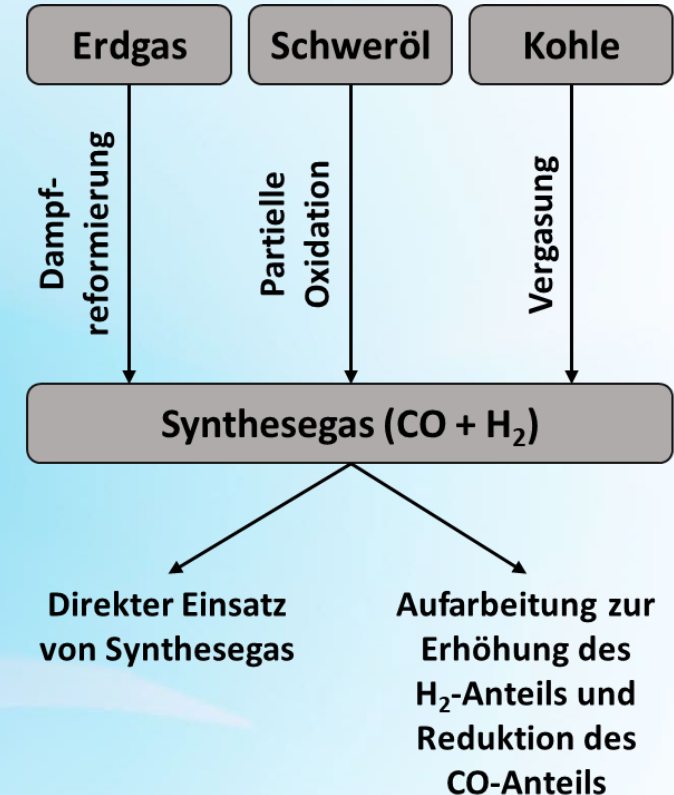 Erdgas
Schweröl
Kohle
Dampf-
reformierung
Partielle
Oxidation
Vergasung
Synthesegas (CO + H₂)
Direkter Einsatz
von Synthesegas
Aufarbeitung zur
Erhöhung des
H₂-Anteils und
Reduktion des
CO-Anteils